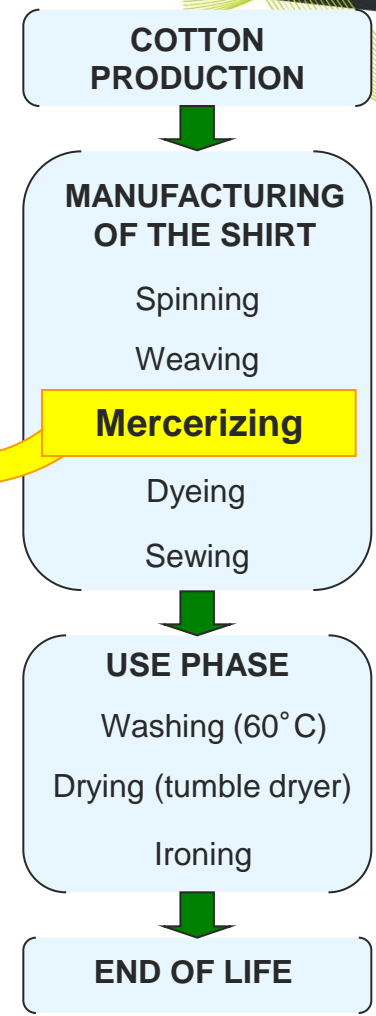 COTTON
PRODUCTION
MANUFACTURING
OF THE SHIRT
Spinning
Weaving
Mercerizing
Dyeing
Sewing
USE PHASE
Washing (60°C)
Drying (tumble dryer)
Ironing
END OF LIFE